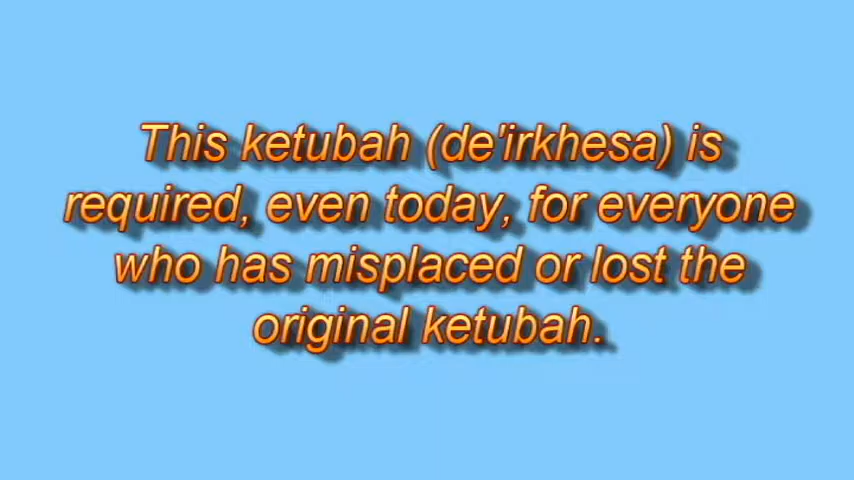 This ketubah (de'irkhesa) is
required, even today, for everyone
who has misplaced or lost the
original ketubah.